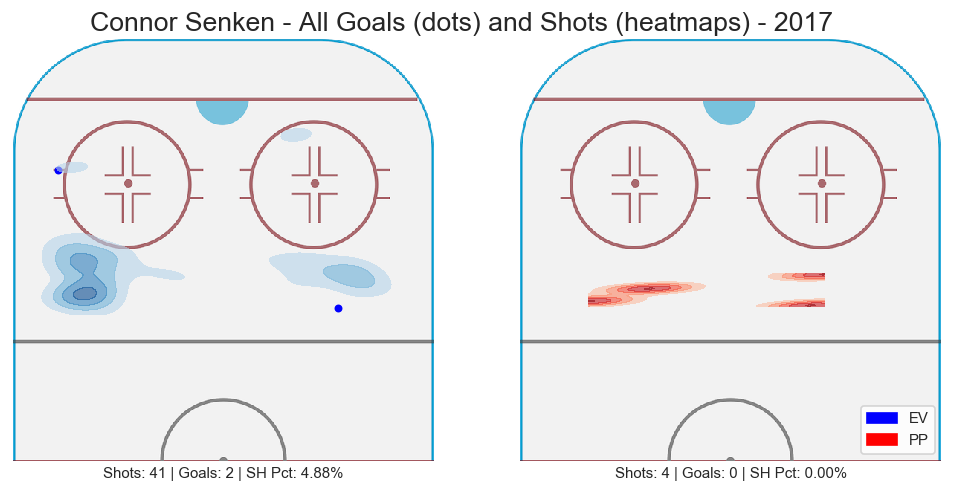 Connor Senken - All Goals (dots) and Shots (heatmaps) - 2017
EV
PP
Shots: 41 | Goals: 2 | SH Pct: 4.88%
Shots: 4 | Goals: 0 | SH Pct: 0.00%